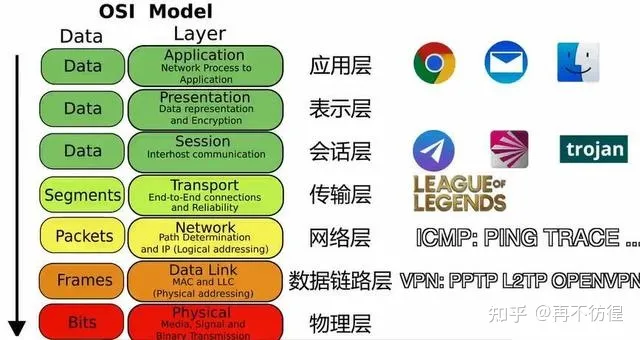 OSI Model
Data
Layer
Data
Application
Network Process to
Application
应用层
Data
Presentation
Data representation
and Encryption
表示层
Data
Session
Interhost communication
会话层
trojan
Segments
Transport
End-to-End connections
and Reliability
传输层
LEAGUE OF
LEGENDS
Packets
Network
Path Determination
and IP (Logical addressing)
网络层
ICMP: PING TRACE ...
Frames
Data Link
MAC and LLC
(Physical addressing)
数据链路层
VPN: PPTP L2TP OPENVPN
Bits
Physical
Media, Signal and
Binary Transmission
物理层
知乎 @再不彷徨